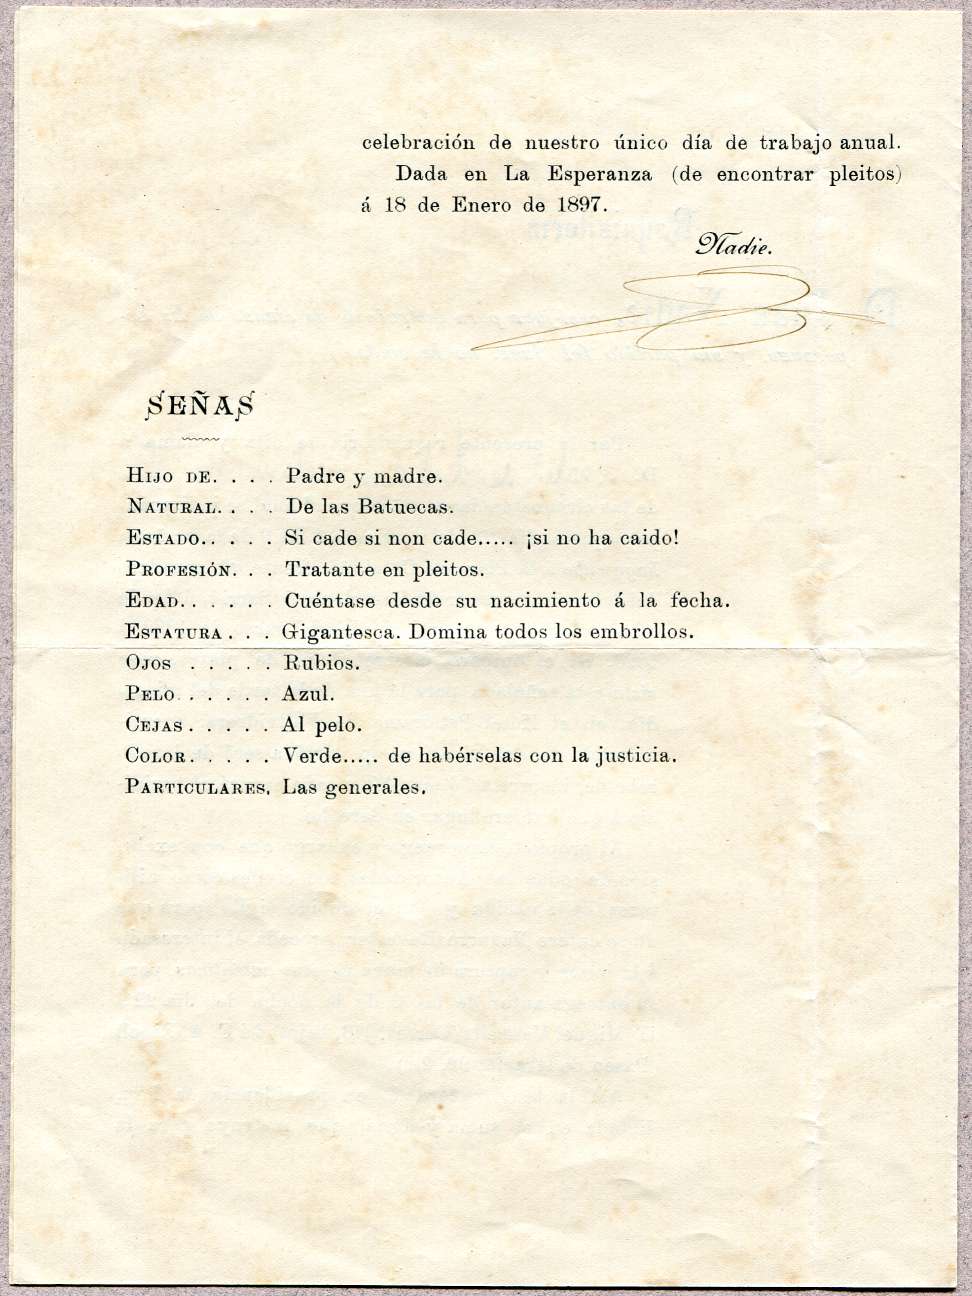 celebración de nuestro único día de trabajo anual.
Dada en La Esperanza (de encontrar pleitos)
á 18 de Enero de 1897.
Nadie.
SEÑAS
HIJO DE. . . . Padre y madre.
NATURAL. . . . De las Batuecas.
ESTADO.. . . . Si cade si non cade..... ¡si no ha caido!
PROFESIÓN. . . Tratante en pleitos.
EDAD. . . . . . Cuéntase desde su nacimiento á la fecha.
ESTATURA . . . Gigantesca. Domina todos los embrollos.
OJOS . . . . . Rubios.
PELO . . . . . . Azul.
CEJAS . . . . . Al pelo.
COLOR. . . . . Verde..... de habérselas con la justicia.
PARTICULARES. Las generales.